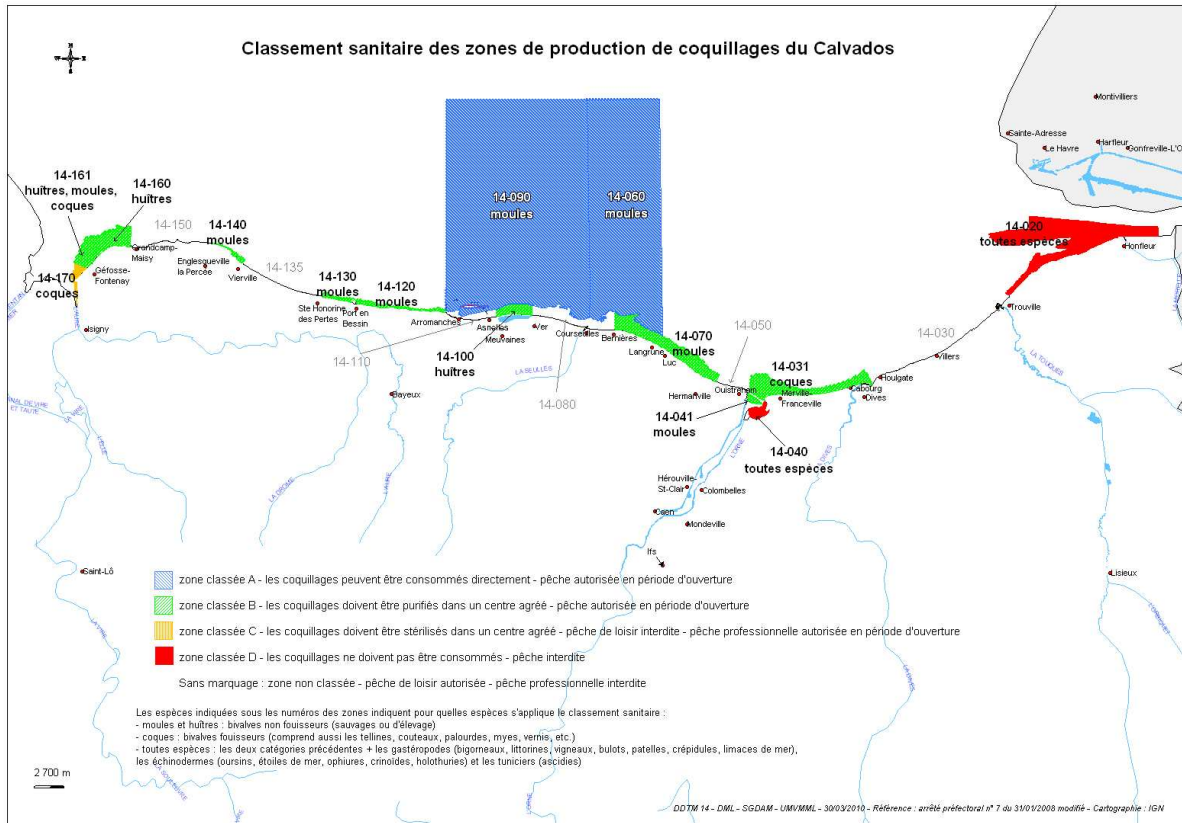 Classement sanitaire des zones de production de coquillages du Calvados
N
W
E
S
Montivilliers
Sainte-Adresse
Harfleur
Le Havre
Gonfreville-L'O
14-161
huîtres, moules,
coques
14-160
huîtres
14-150
14-140
moules
14-090
moules
14-060
moules
14-020
toutes espèces
Honfleur
Grandcamp-
Maisy
Englesqueville
la Percée
Vierville
14-135
14-170
coques
Géfosse-
Fontenay
14-130
moules
14-120
moules
Ste Honorine
des Pertes
Port en
Bessin
Isigny
Arromanches
Asnelles
Meuvaines
Ver
Courseulles
Bernières
14-110
14-100
huîtres
14-080
Langrune
Luc
14-070
moules
14-050
14-030
Trouville
Villers
LA TOUQUES
LA SEULLES
Bayeux
Hermanville
Ouistreham
14-031
coques
Merville-
Franceville
Cabourg
Houlgate
Dives
14-041
moules
14-040
toutes espèces
L'ORNE
Hérouville-
St-Clair
Colombelles
Caen
Mondeville
Ifs
LA DROME
L'AURE
LA VIRE
Saint-Lô
Lisieux
zone classée A - les coquillages peuvent être consommés directement - pêche autorisée en période d'ouverture
zone classée B - les coquillages doivent être purifiés dans un centre agréé - pêche autorisée en période d'ouverture
zone classée C - les coquillages doivent être stérilisés dans un centre agréé - pêche de loisir interdite - pêche professionnelle autorisée en période d'ouverture
zone classée D - les coquillages ne doivent pas être consommés - pêche interdite
Sans marquage : zone non classée - pêche de loisir autorisée - pêche professionnelle interdite
Les espèces indiquées sous les numéros des zones indiquent pour quelles espèces s'applique le classement sanitaire :
- moules et huîtres : bivalves non fouisseurs (sauvages ou d'élevage)
- coques : bivalves fouisseurs (comprend aussi les tellines, couteaux, palourdes, myes, vernis, etc.)
- toutes espèces : les deux catégories précédentes + les gastéropodes (bigorneaux, littorines, vigneaux, bulots, patelles, crépidules, limaces de mer),
les échinodermes (oursins, étoiles de mer, ophiures, crinoïdes, holothuries) et les tuniciers (ascidies)
2 700 m
DDTM 14 - DML - SGDAM - UMVMML - 30/03/2010 - Référence : arrêté préfectoral n° 7 du 31/01/2008 modifié - Cartographie : IGN